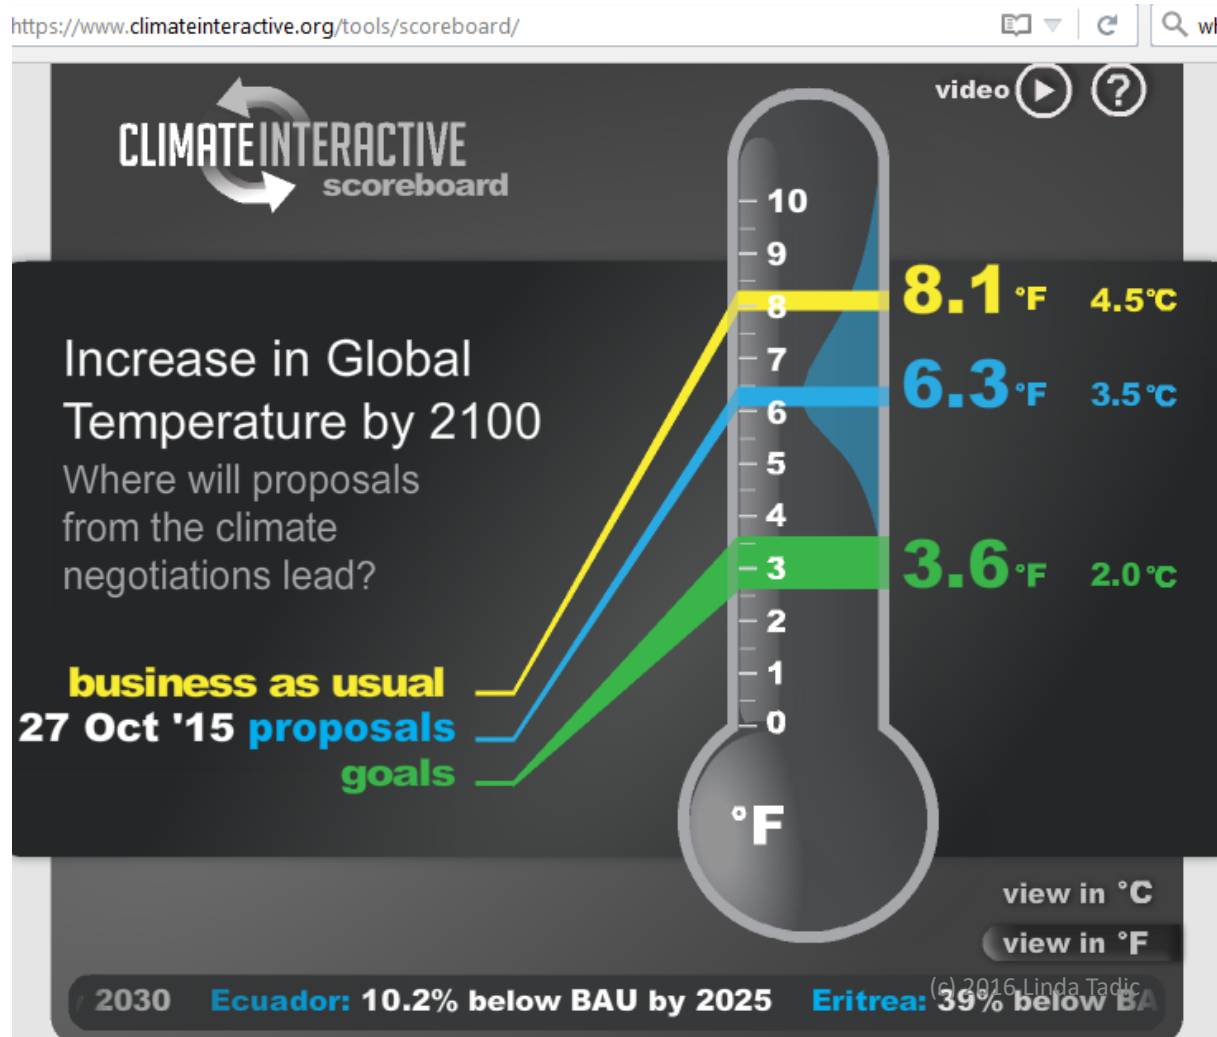 https://www.climateinteractive.org/tools/scoreboard/
video
?
CLIMATE INTERACTIVE
scoreboard
10
9
8
7
6
5
4
3
2
1
0
°F
8.1 °F 4.5°C
6.3 °F 3.5°C
3.6 °F 2.0°C
Increase in Global
Temperature by 2100
Where will proposals
from the climate
negotiations lead?
business as usual
27 Oct '15 proposals
goals
view in °C
view in °F
2030 Ecuador: 10.2% below BAU by 2025 Eritrea: 39% below BA
(c) 2016 Linda Tadic